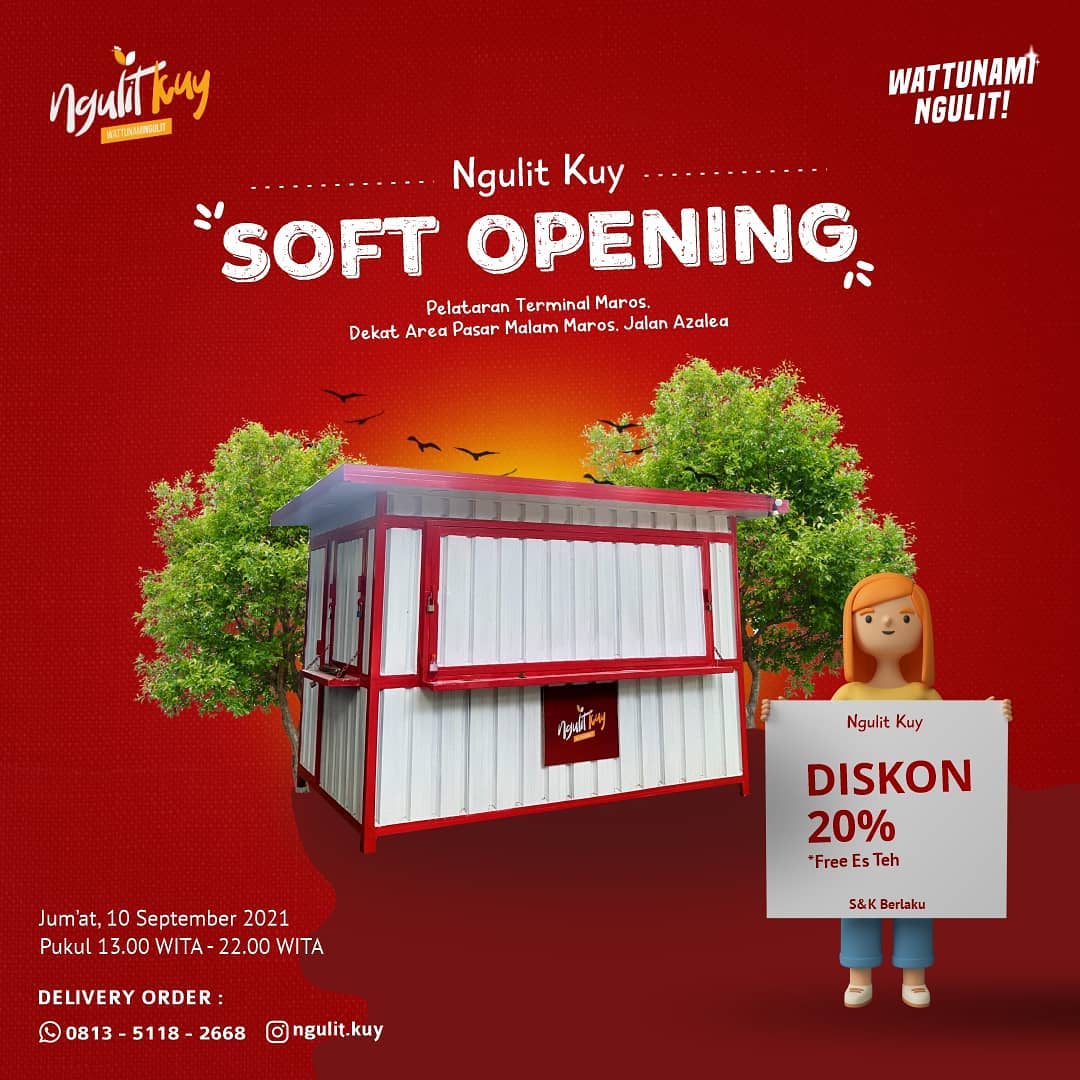 Ngulit Kuy
WATTUNAMINGULIT
WATTUNAMI
NGULIT!
Ngulit Kuy
SOFT OPENING
Pelataran Terminal Maros.
Dekat Area Pasar Malam Maros. Jalan Azalea
Ngulit Kuy
Ngulit Kuy
DISKON
20%
*Free Es Teh
S&K Berlaku
Jum'at, 10 September 2021
Pukul 13.00 WITA - 22.00 WITA
DELIVERY ORDER :
0813 - 5118 - 2668
ngulit.kuy